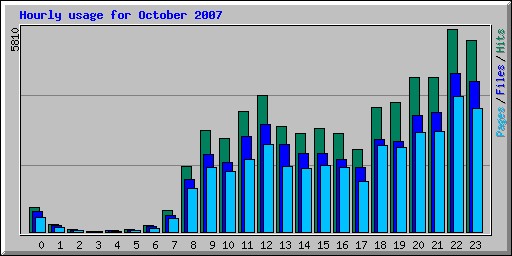 Hourly usage for October 2007
5810
Pages/Files/Hits
0 1 2 3 4 5 6 7 8 9 10 11 12 13 14 15 16 17 18 19 20 21 22 23